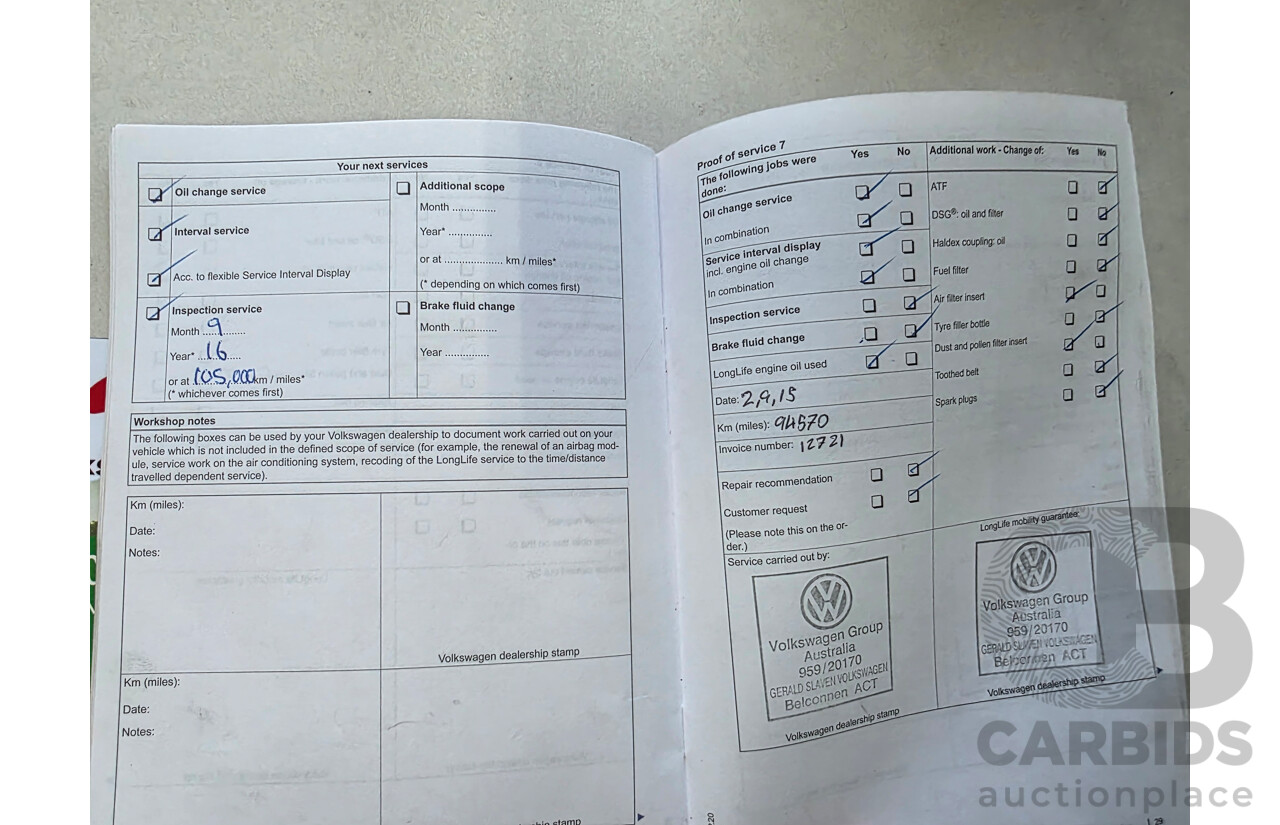 Your next services
Oil change service
Interval service
Acc. to flexible Service Interval Display
Inspection service
Month ...9...
Year* ...16...
or at 105,000 km / miles*
(* whichever comes first)
Additional scope
Month ...............
Year* ...............
or at .................... km / miles*
(* depending on which comes first)
Brake fluid change
Month ...............
Year ...............
Workshop notes
The following boxes can be used by your Volkswagen dealership to document work carried out on your
vehicle which is not included in the defined scope of service (for example, the renewal of an airbag mod-
ule, service work on the air conditioning system, recoding of the LongLife service to the time/distance
travelled dependent service).
Km (miles):
Date:
Notes:
Volkswagen dealership stamp
Km (miles):
Date:
Notes:
Proof of service 7
The following jobs were
done:
Yes
No
Oil change service
In combination
Service interval display
incl. engine oil change
In combination
Inspection service
Brake fluid change
LongLife engine oil used
Date: 2,9,15
Km (miles): 94570
Invoice number: 12721
Repair recommendation
Customer request
(Please note this on the or-
der.)
Service carried out by:
Volkswagen Group
Australia
959/20170
GERALD SLAVEN VOLKSWAGEN
Belconnen ACT
Volkswagen dealership stamp
Additional work - Change of:
Yes
No
ATF
DSG®: oil and filter
Haldex coupling: oil
Fuel filter
Air filter insert
Tyre filler bottle
Dust and pollen filter insert
Toothed belt
Spark plugs
LongLife mobility guarantee:
Volkswagen Group
Australia
959/20170
GERALD SLAVEN VOLKSWAGEN
Belconnen ACT
Volkswagen dealership stamp
CARBIDS
auctionplace